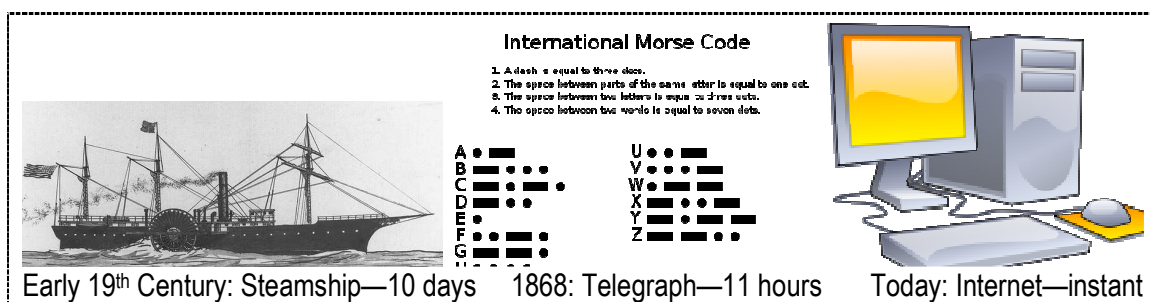 International Morse Code
1. A dash is equal to three dots.
2. The space between parts of the same letter is equal to one dot.
3. The space between two letters is equal to three dots.
4. The space between two words is equal to seven dots.
A
B
C
D
E
F
G
U
V
W
X
Y
Z
Early 19th Century: Steamship—10 days 1868: Telegraph—11 hours Today: Internet—instant